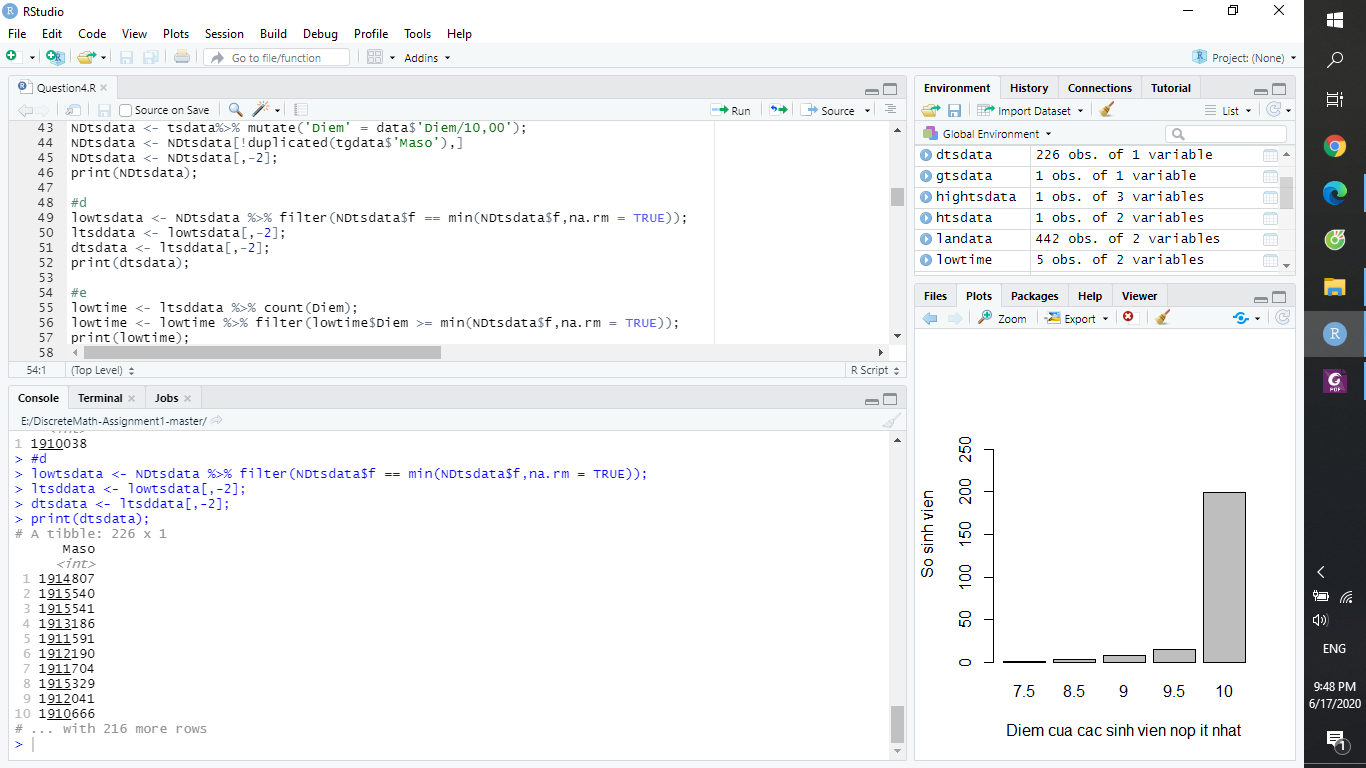 RStudio
File Edit Code View Plots Session Build Debug Profile Tools Help
Go to file/function Addins Project: (None)
Question4.R
Source on Save Run Source
43 NDtsdata <- tsdata%>% mutate('Diem' = data$'Diem/10,00');
44 NDtsdata <- NDtsdata[!duplicated(tgdata$'Maso'),]
45 NDtsdata <- NDtsdata[,-2];
46 print(NDtsdata);
47
48 #d
49 lowtsdata <- NDtsdata %>% filter(NDtsdata$f == min(NDtsdata$f,na.rm = TRUE));
50 ltsddata <- lowtsdata[,-2];
51 dtsdata <- ltsddata[,-2];
52 print(dtsdata);
53
54 #e
55 lowtime <- ltsddata %>% count(Diem);
56 lowtime <- lowtime %>% filter(lowtime$Diem >= min(NDtsdata$f,na.rm = TRUE));
57 print(lowtime);
58
54:1 (Top Level) R Script
Console Terminal Jobs
E:/DiscreteMath-Assignment1-master/
<int>
1 1910038
> #d
> lowtsdata <- NDtsdata %>% filter(NDtsdata$f == min(NDtsdata$f,na.rm = TRUE));
> ltsddata <- lowtsdata[,-2];
> dtsdata <- ltsddata[,-2];
> print(dtsdata);
# A tibble: 226 x 1
Maso
<int>
1 1914807
2 1915540
3 1915541
4 1913186
5 1911591
6 1912190
7 1911704
8 1915329
9 1912041
10 1910666
# ... with 216 more rows
>
Environment History Connections Tutorial
Import Dataset List
Global Environment
dtsdata 226 obs. of 1 variable
gtsdata 1 obs. of 1 variable
hightsdata 1 obs. of 3 variables
htsdata 1 obs. of 2 variables
landata 442 obs. of 2 variables
lowtime 5 obs. of 2 variables
Files Plots Packages Help Viewer
Zoom Export
So sinh vien
250
200
150
100
50
0
7.5 8.5 9 9.5 10
Diem cua cac sinh vien nop it nhat
R
PDF
ENG
9:48 PM
6/17/2020
1